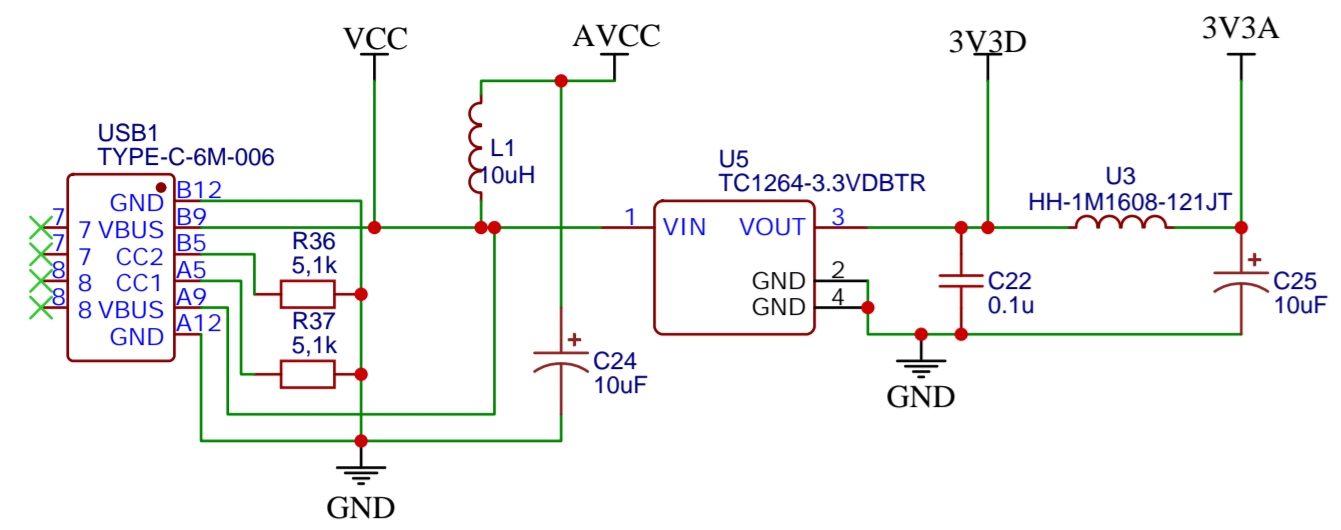 VCC
AVCC
3V3D
3V3A
USB1
TYPE-C-6M-006
GND B12
7 7 VBUS B9
7 7 CC2 B5
8 8 CC1 A5
8 8 VBUS A9
GND A12
R36
5,1k
R37
5,1k
GND
L1
10uH
C24
10uF
U5
TC1264-3.3VDBTR
1 VIN VOUT 3
GND 2
GND 4
GND
C22
0.1u
U3
HH-1M1608-121JT
C25
10uF